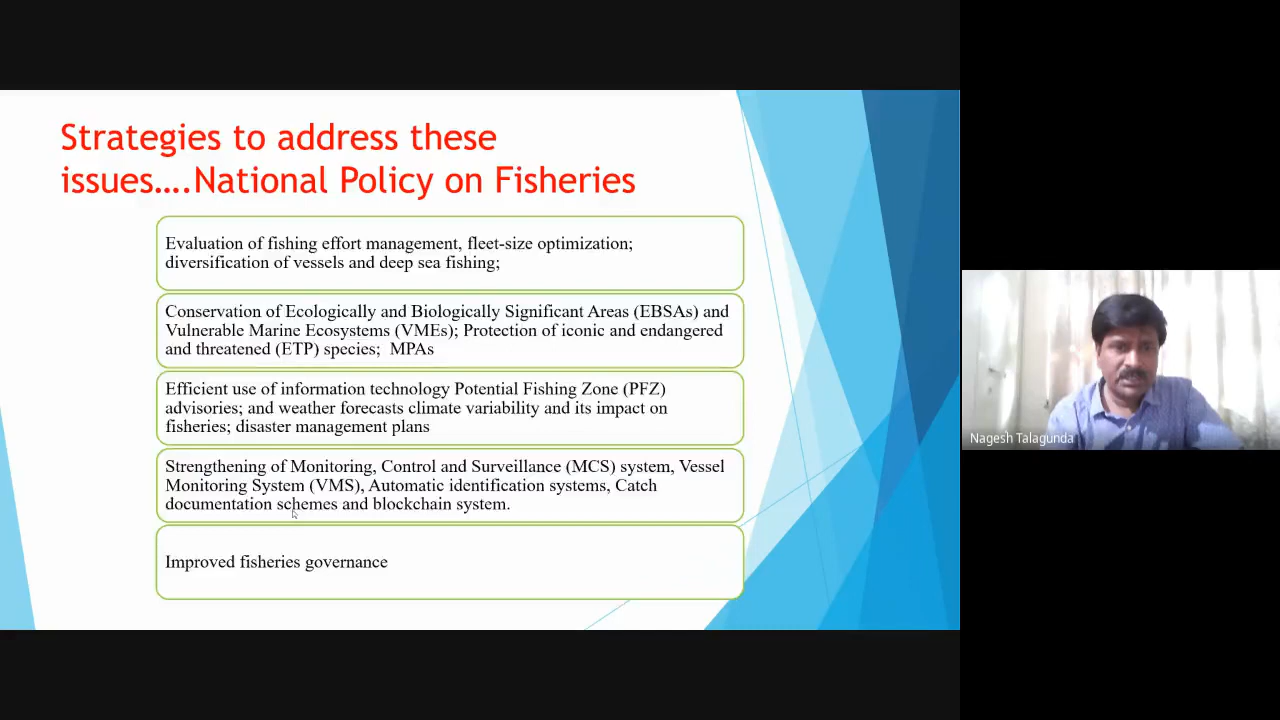 Strategies to address these
issues....National Policy on Fisheries
Evaluation of fishing effort management, fleet-size optimization;
diversification of vessels and deep sea fishing;
Conservation of Ecologically and Biologically Significant Areas (EBSAs) and
Vulnerable Marine Ecosystems (VMEs); Protection of iconic and endangered
and threatened (ETP) species; MPAs
Efficient use of information technology Potential Fishing Zone (PFZ)
advisories; and weather forecasts climate variability and its impact on
fisheries; disaster management plans
Strengthening of Monitoring, Control and Surveillance (MCS) system, Vessel
Monitoring System (VMS), Automatic identification systems, Catch
documentation schemes and blockchain system.
Improved fisheries governance
Nagesh Talagunda